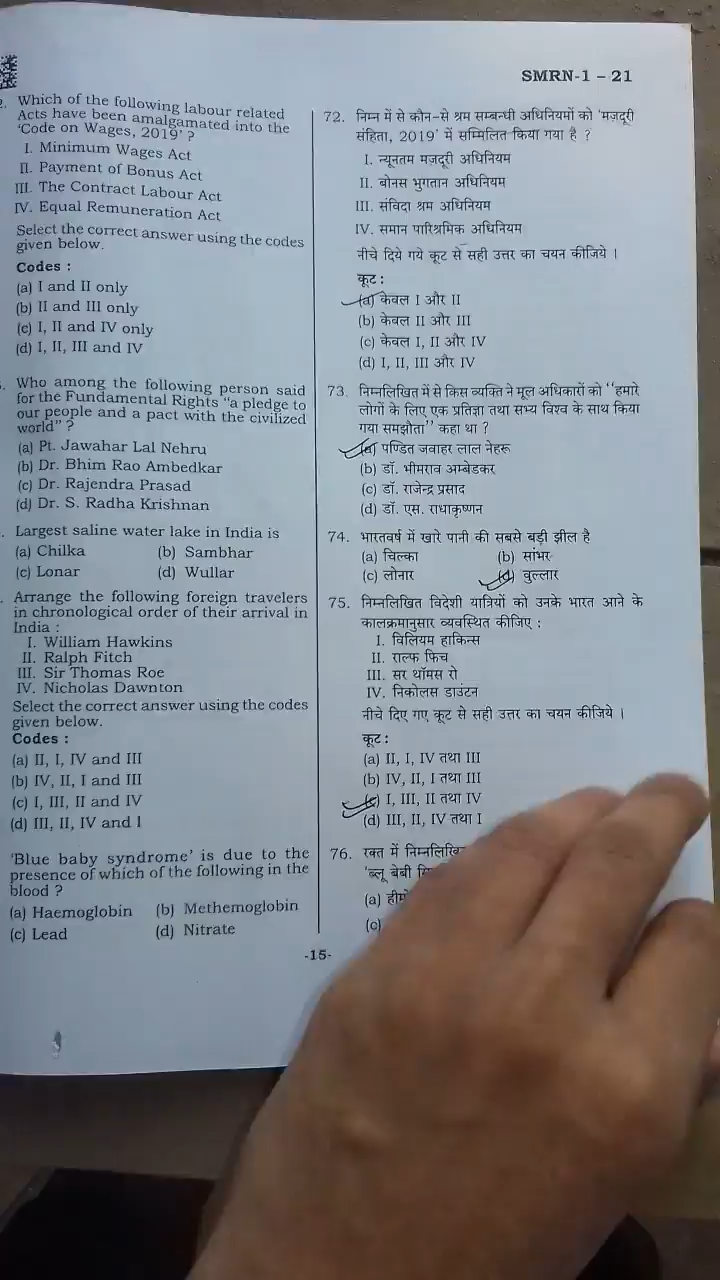 SMRN-1 – 21
Which of the following labour related
Acts have been amalgamated into the
'Code on Wages, 2019' ?
I. Minimum Wages Act
II. Payment of Bonus Act
III. The Contract Labour Act
IV. Equal Remuneration Act
Select the correct answer using the codes
given below.
Codes :
(a) I and II only
(b) II and III only
(c) I, II and IV only
(d) I, II, III and IV
Who among the following person said
for the Fundamental Rights "a pledge to
our people and a pact with the civilized
world" ?
(a) Pt. Jawahar Lal Nehru
(b) Dr. Bhim Rao Ambedkar
(c) Dr. Rajendra Prasad
(d) Dr. S. Radha Krishnan
Largest saline water lake in India is
(a) Chilka (b) Sambhar
(c) Lonar (d) Wullar
Arrange the following foreign travelers
in chronological order of their arrival in
India :
I. William Hawkins
II. Ralph Fitch
III. Sir Thomas Roe
IV. Nicholas Dawnton
Select the correct answer using the codes
given below.
Codes :
(a) II, I, IV and III
(b) IV, II, I and III
(c) I, III, II and IV
(d) III, II, IV and I
'Blue baby syndrome' is due to the
presence of which of the following in the
blood ?
(a) Haemoglobin (b) Methemoglobin
(c) Lead (d) Nitrate
72. निम्न में से कौन-से श्रम सम्बन्धी अधिनियमों को 'मज़दूरी
संहिता, 2019' में सम्मिलित किया गया है ?
I. न्यूनतम मज़दूरी अधिनियम
II. बोनस भुगतान अधिनियम
III. संविदा श्रम अधिनियम
IV. समान पारिश्रमिक अधिनियम
नीचे दिये गये कूट से सही उत्तर का चयन कीजिये ।
कूट :
(a) केवल I और II
(b) केवल II और III
(c) केवल I, II और IV
(d) I, II, III और IV
73. निम्नलिखित में से किस व्यक्ति ने मूल अधिकारों को "हमारे
लोगों के लिए एक प्रतिज्ञा तथा सभ्य विश्व के साथ किया
गया समझौता" कहा था ?
(a) पण्डित जवाहर लाल नेहरू
(b) डॉ. भीमराव अम्बेडकर
(c) डॉ. राजेन्द्र प्रसाद
(d) डॉ. एस. राधाकृष्णन
74. भारतवर्ष में खारे पानी की सबसे बड़ी झील है
(a) चिल्का (b) सांभर
(c) लोनार (d) वुल्लार
75. निम्नलिखित विदेशी यात्रियों को उनके भारत आने के
कालक्रमानुसार व्यवस्थित कीजिए :
I. विलियम हाकिन्स
II. राल्फ फिच
III. सर थॉमस रो
IV. निकोलस डाउंटन
नीचे दिए गए कूट से सही उत्तर का चयन कीजिये ।
कूट :
(a) II, I, IV तथा III
(b) IV, II, I तथा III
(c) I, III, II तथा IV
(d) III, II, IV तथा I
76. रक्त में
'ब्लू बेबी
(a)
(c)
-15-